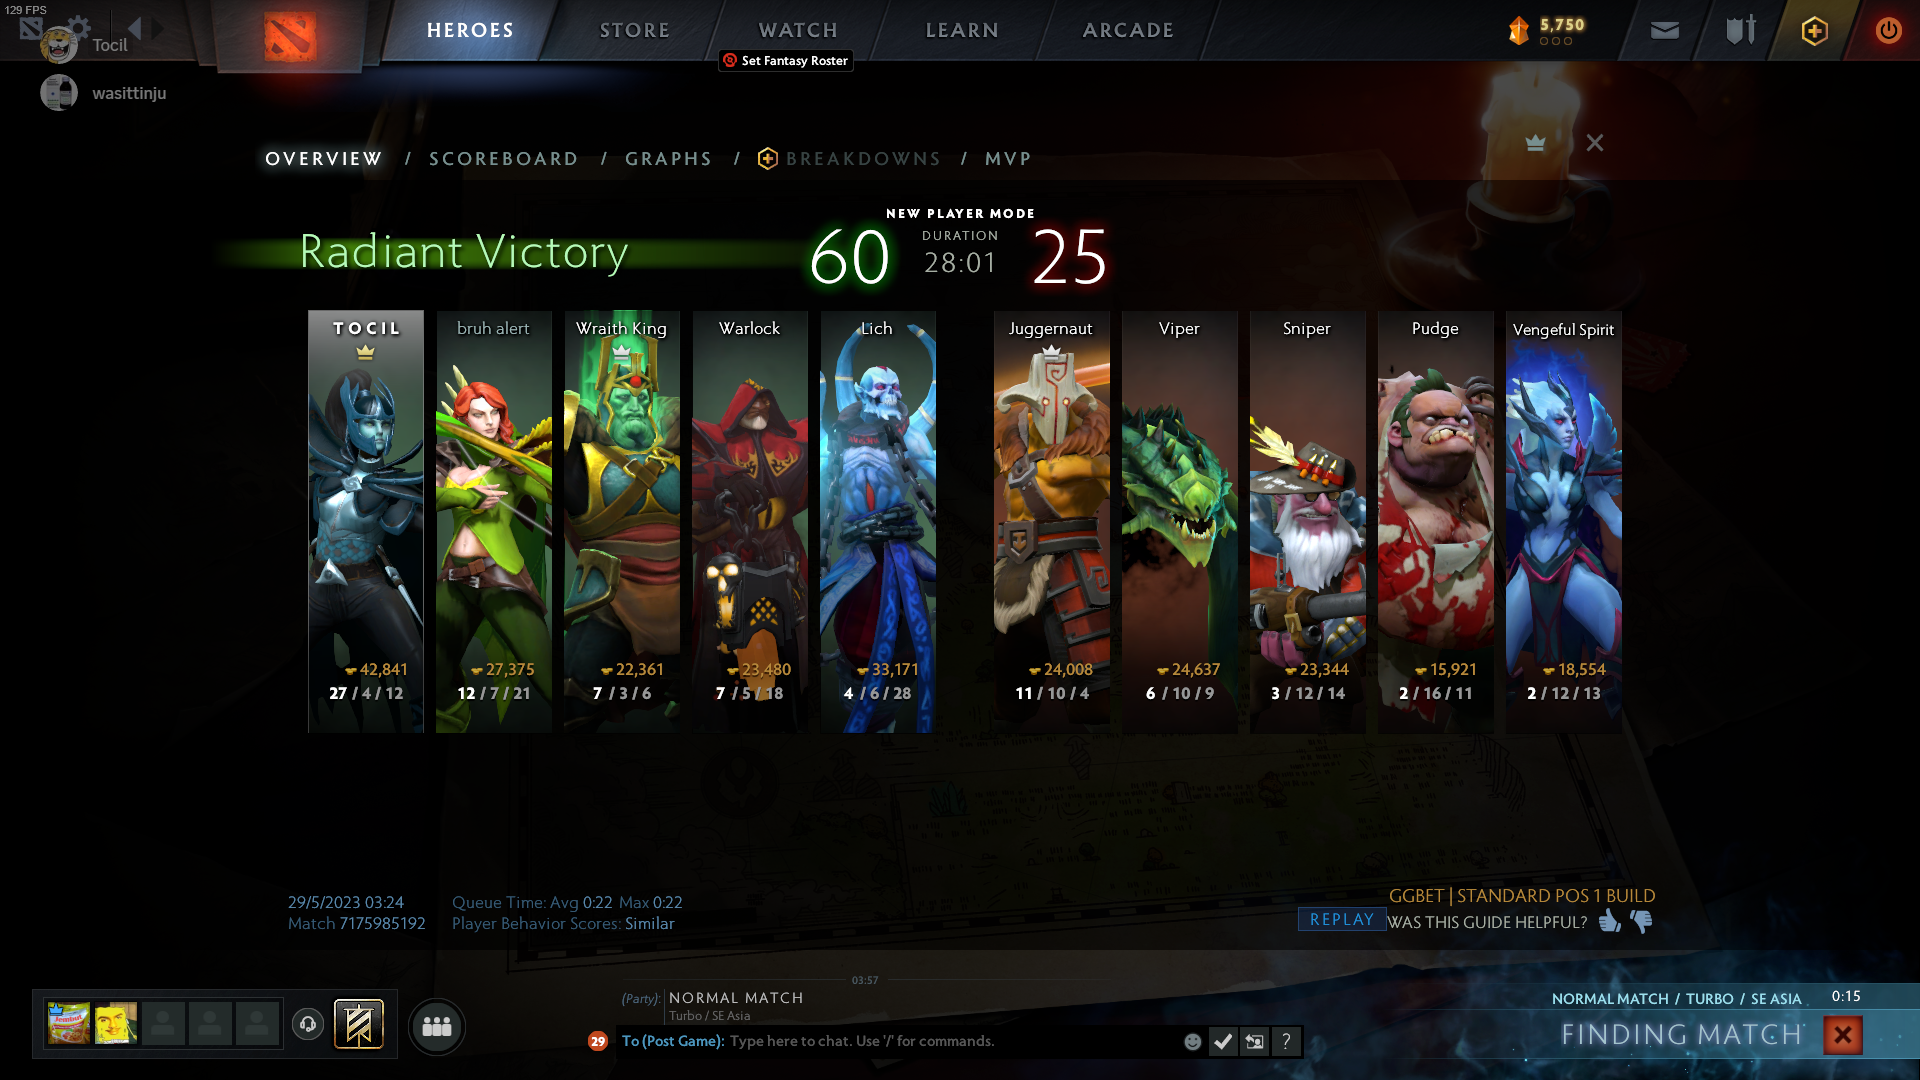 129 FPS
Tocil
wasittinju
HEROES
STORE
WATCH
LEARN
ARCADE
5,750
Set Fantasy Roster
OVERVIEW / SCOREBOARD / GRAPHS / BREAKDOWNS / MVP
NEW PLAYER MODE
Radiant Victory
60
DURATION
28:01
25
TOCIL
bruh alert
Wraith King
Warlock
Lich
Juggernaut
Viper
Sniper
Pudge
Vengeful Spirit
42,841
27,375
22,361
23,480
33,171
24,008
24,637
23,344
15,921
18,554
27 / 4 / 12
12 / 7 / 21
7 / 3 / 6
7 / 5 / 18
4 / 6 / 28
11 / 10 / 4
6 / 10 / 9
3 / 12 / 14
2 / 16 / 11
2 / 12 / 13
29/5/2023 03:24
Match 7175985192
Queue Time: Avg 0:22 Max 0:22
Player Behavior Scores: Similar
GGBET | STANDARD POS 1 BUILD
REPLAY
WAS THIS GUIDE HELPFUL?
03:57
(Party): NORMAL MATCH
Turbo / SE Asia
29
To (Post Game): Type here to chat. Use '/' for commands.
?
NORMAL MATCH / TURBO / SE ASIA
0:15
FINDING MATCH